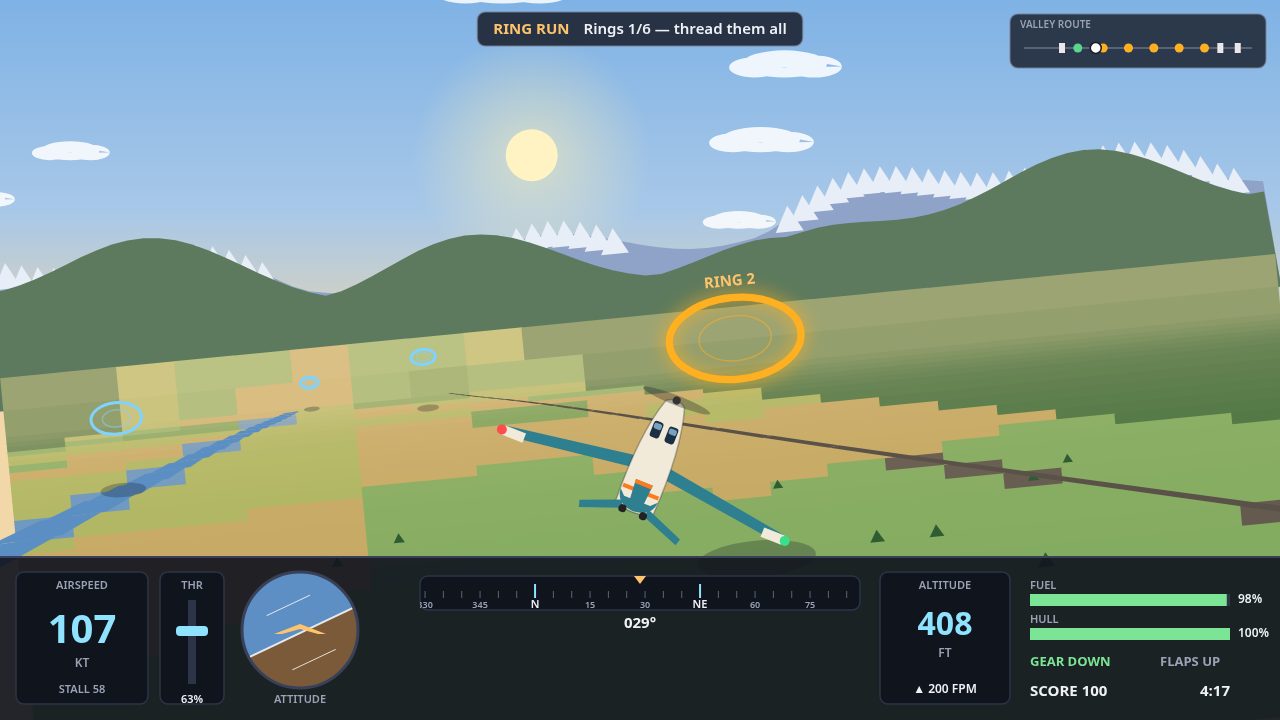 RING RUN Rings 1/6 — thread them all
VALLEY ROUTE
RING 2
AIRSPEED
107
KT
STALL 58
THR
63%
ATTITUDE
330 345 N 15 30 NE 60 75
029°
ALTITUDE
408
FT
▲ 200 FPM
FUEL
98%
HULL
100%
GEAR DOWN FLAPS UP
SCORE 100 4:17